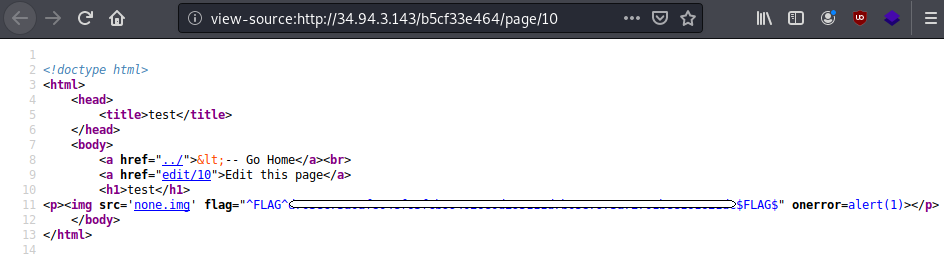 view-source:http://34.94.3.143/b5cf33e464/page/10
1
2 <!doctype html>
3 <html>
4 <head>
5 <title>test</title>
6 </head>
7 <body>
8 <a href="../">&lt;-- Go Home</a><br>
9 <a href="edit/10">Edit this page</a>
10 <h1>test</h1>
11 <p><img src='none.img' flag="^FLAG^ $FLAG$" onerror=alert(1)></p>
12 </body>
13 </html>
14